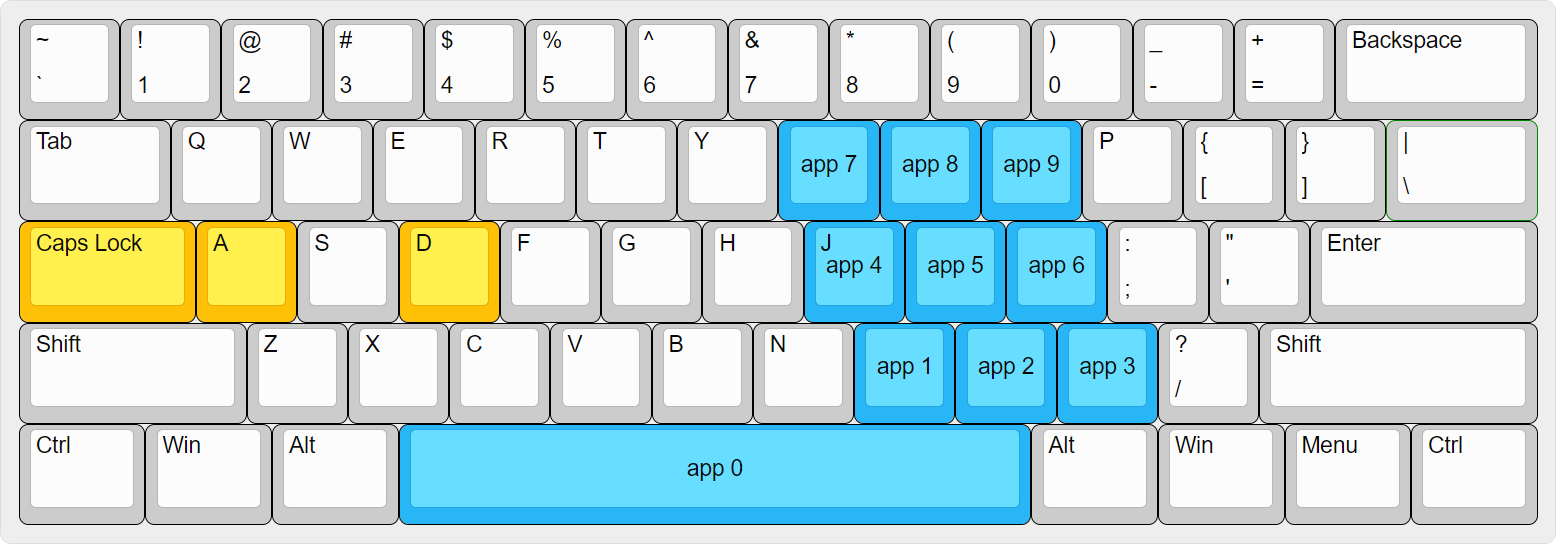 ~ ! @ # $ % ^ & * ( ) _ + Backspace
` 1 2 3 4 5 6 7 8 9 0 - =
Tab Q W E R T Y app 7 app 8 app 9 P { } |
[ ] \
Caps Lock A S D F G H J : " Enter
app 4 app 5 app 6
; '
Shift Z X C V B N app 1 app 2 app 3 ? Shift
/
Ctrl Win Alt app 0 Alt Win Menu Ctrl